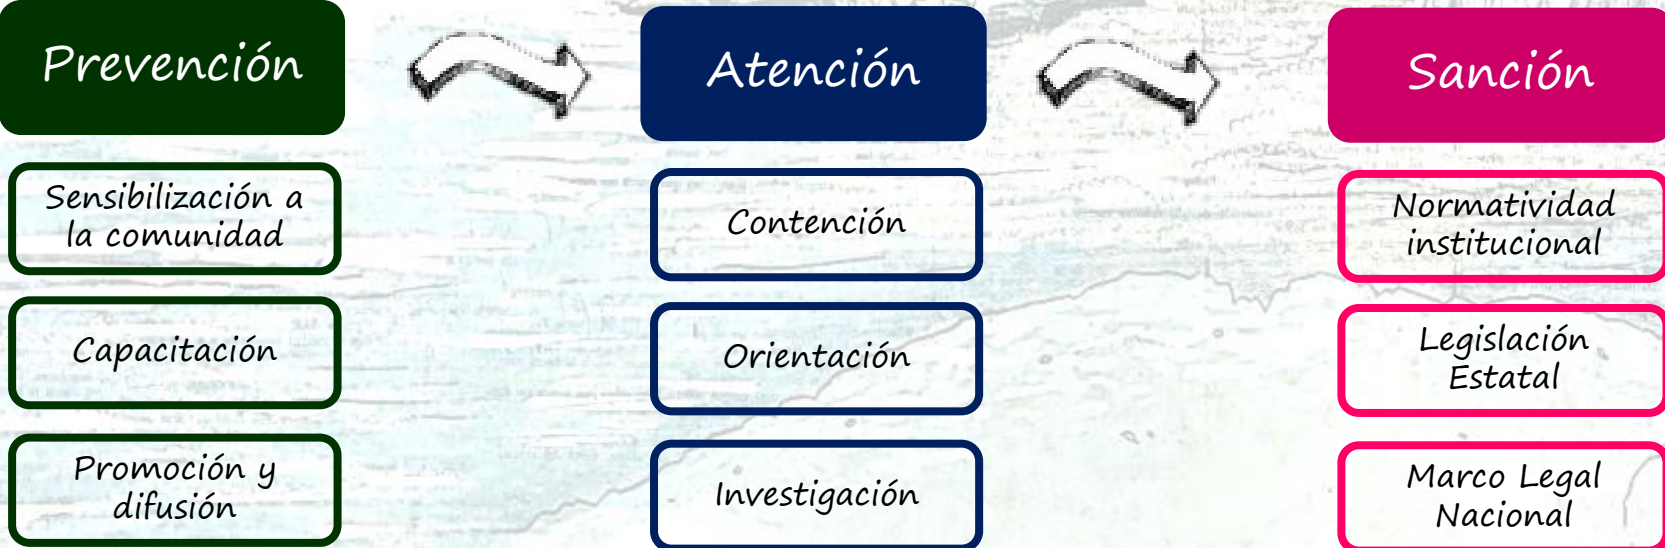 Prevención
Sensibilización a
la comunidad
Capacitación
Promoción y
difusión
Atención
Contención
Orientación
Investigación
Sanción
Normatividad
institucional
Legislación
Estatal
Marco Legal
Nacional